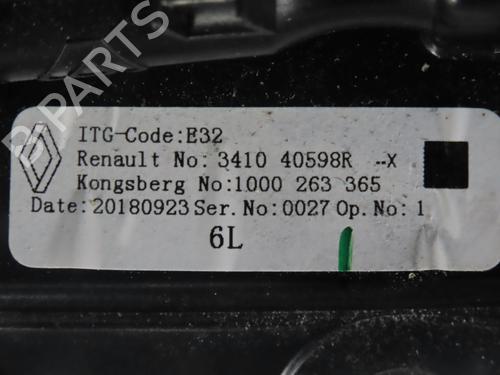 ITG-Code:E32
Renault No: 3410 40598R --X
Kongsberg No:1000 263 365
Date: 20180923 Ser. No:0027 Op. No: 1
6L
B-PARTS